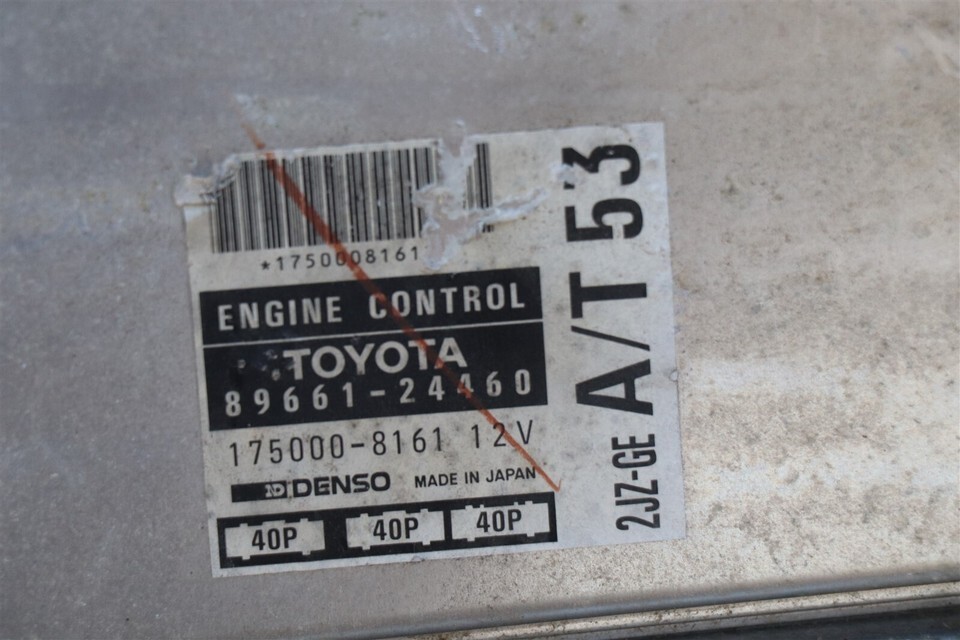 *1750008161
ENGINE CONTROL
TOYOTA
89661-24460
175000-8161 12V
ND DENSO MADE IN JAPAN
40P 40P 40P
2JZ-GE A/T 53